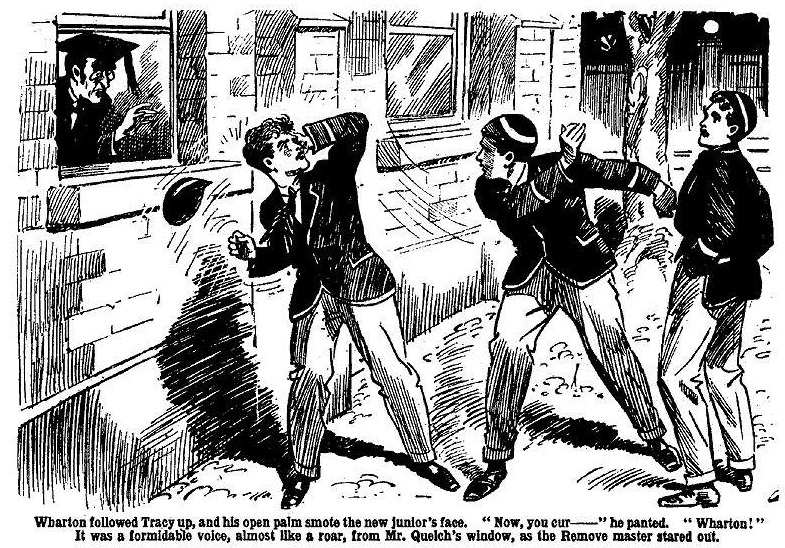 Wharton followed Tracy up, and his open palm smote the new junior's face. "Now, you cur——" he panted. "Wharton!"
It was a formidable voice, almost like a roar, from Mr. Quelch's window, as the Remove master stared out.